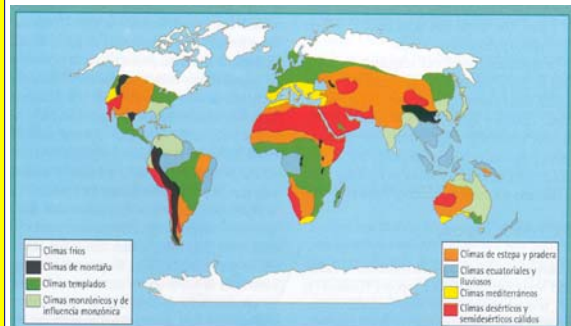 Climas fríos
Climas de montaña
Climas templados
Climas monzónicos y de
influencia monzónica
Climas de estepa y pradera
Climas ecuatoriales y
lluviosos
Climas mediterráneos
Climas desérticos y
semidesérticos cálidos